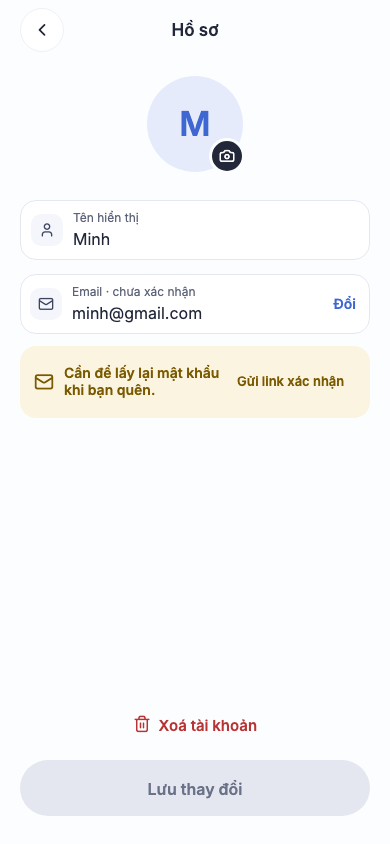 Hồ sơ
M
Tên hiển thị
Minh
Email · chưa xác nhận
minh@gmail.com
Đổi
Cần để lấy lại mật khẩu
khi bạn quên.
Gửi link xác nhận
Xoá tài khoản
Lưu thay đổi